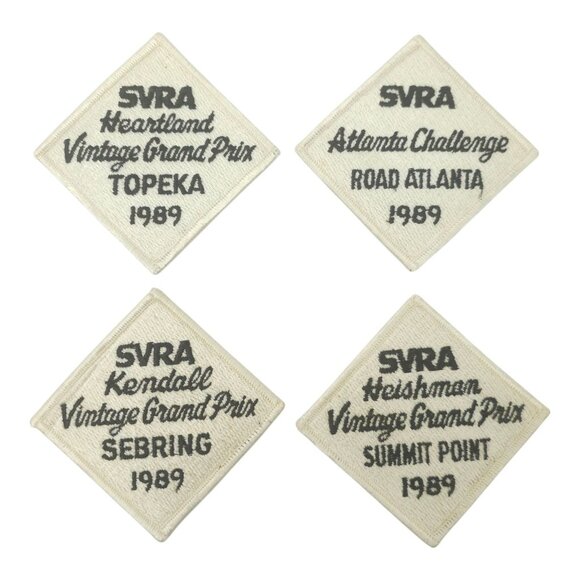 SVRA
Heartland
Vintage Grand Prix
TOPEKA
1989
SVRA
Atlanta Challenge
ROAD ATLANTA
1989
SVRA
Kendall
Vintage Grand Prix
SEBRING
1989
SVRA
Heishman
Vintage Grand Prix
SUMMIT POINT
1989